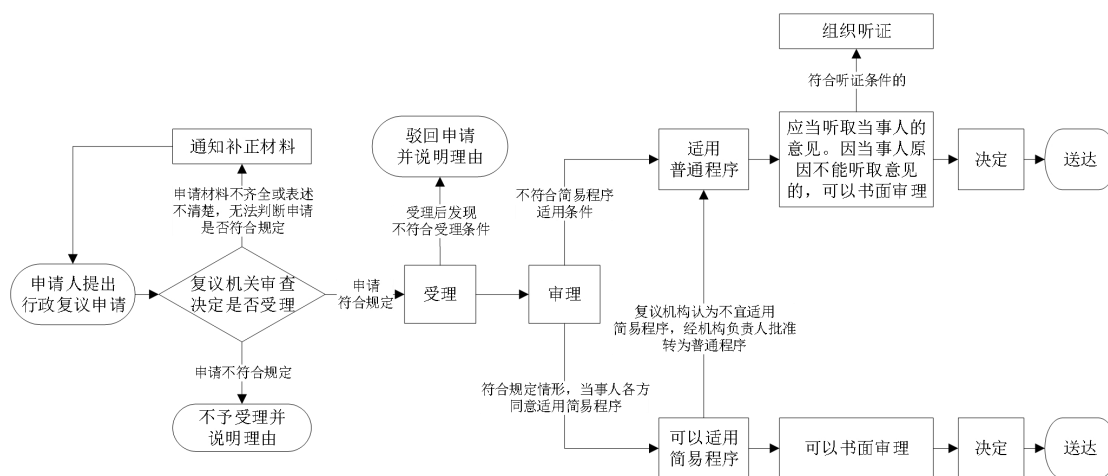 组织听证
符合听证条件的
驳回申请
并说明理由
应当听取当事人的
意见。因当事人原
因不能听取意见
的，可以书面审理
适用
普通程序
决定
送达
通知补正材料
申请材料不齐全或表述
不清楚，无法判断申请
是否符合规定
受理后发现
不符合受理条件
不符合简易程序
适用条件
申请人提出
行政复议申请
复议机关审查
决定是否受理
申请
符合规定
受理
审理
复议机构认为不宜适用
简易程序，经机构负责人批准
转为普通程序
申请不符合规定
不予受理并
说明理由
符合规定情形，当事人各方
同意适用简易程序
可以适用
简易程序
可以书面审理
决定
送达